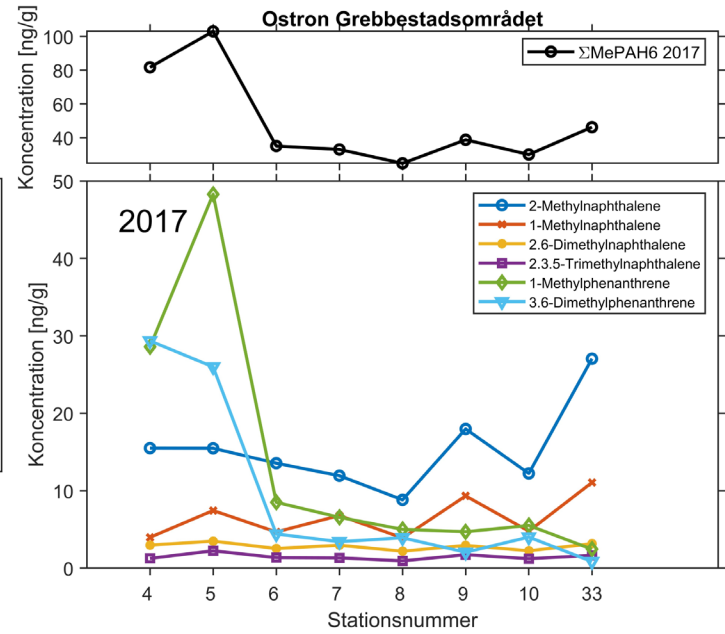 Ostron Grebbestadsområdet
Koncentration [ng/g]
100
80
60
40
ΣMePAH6 2017
Koncentration [ng/g]
50
40
30
20
10
0
2017
2-Methylnaphthalene
1-Methylnaphthalene
2.6-Dimethylnaphthalene
2.3.5-Trimethylnaphthalene
1-Methylphenanthrene
3.6-Dimethylphenanthrene
4 5 6 7 8 9 10 33
Stationsnummer